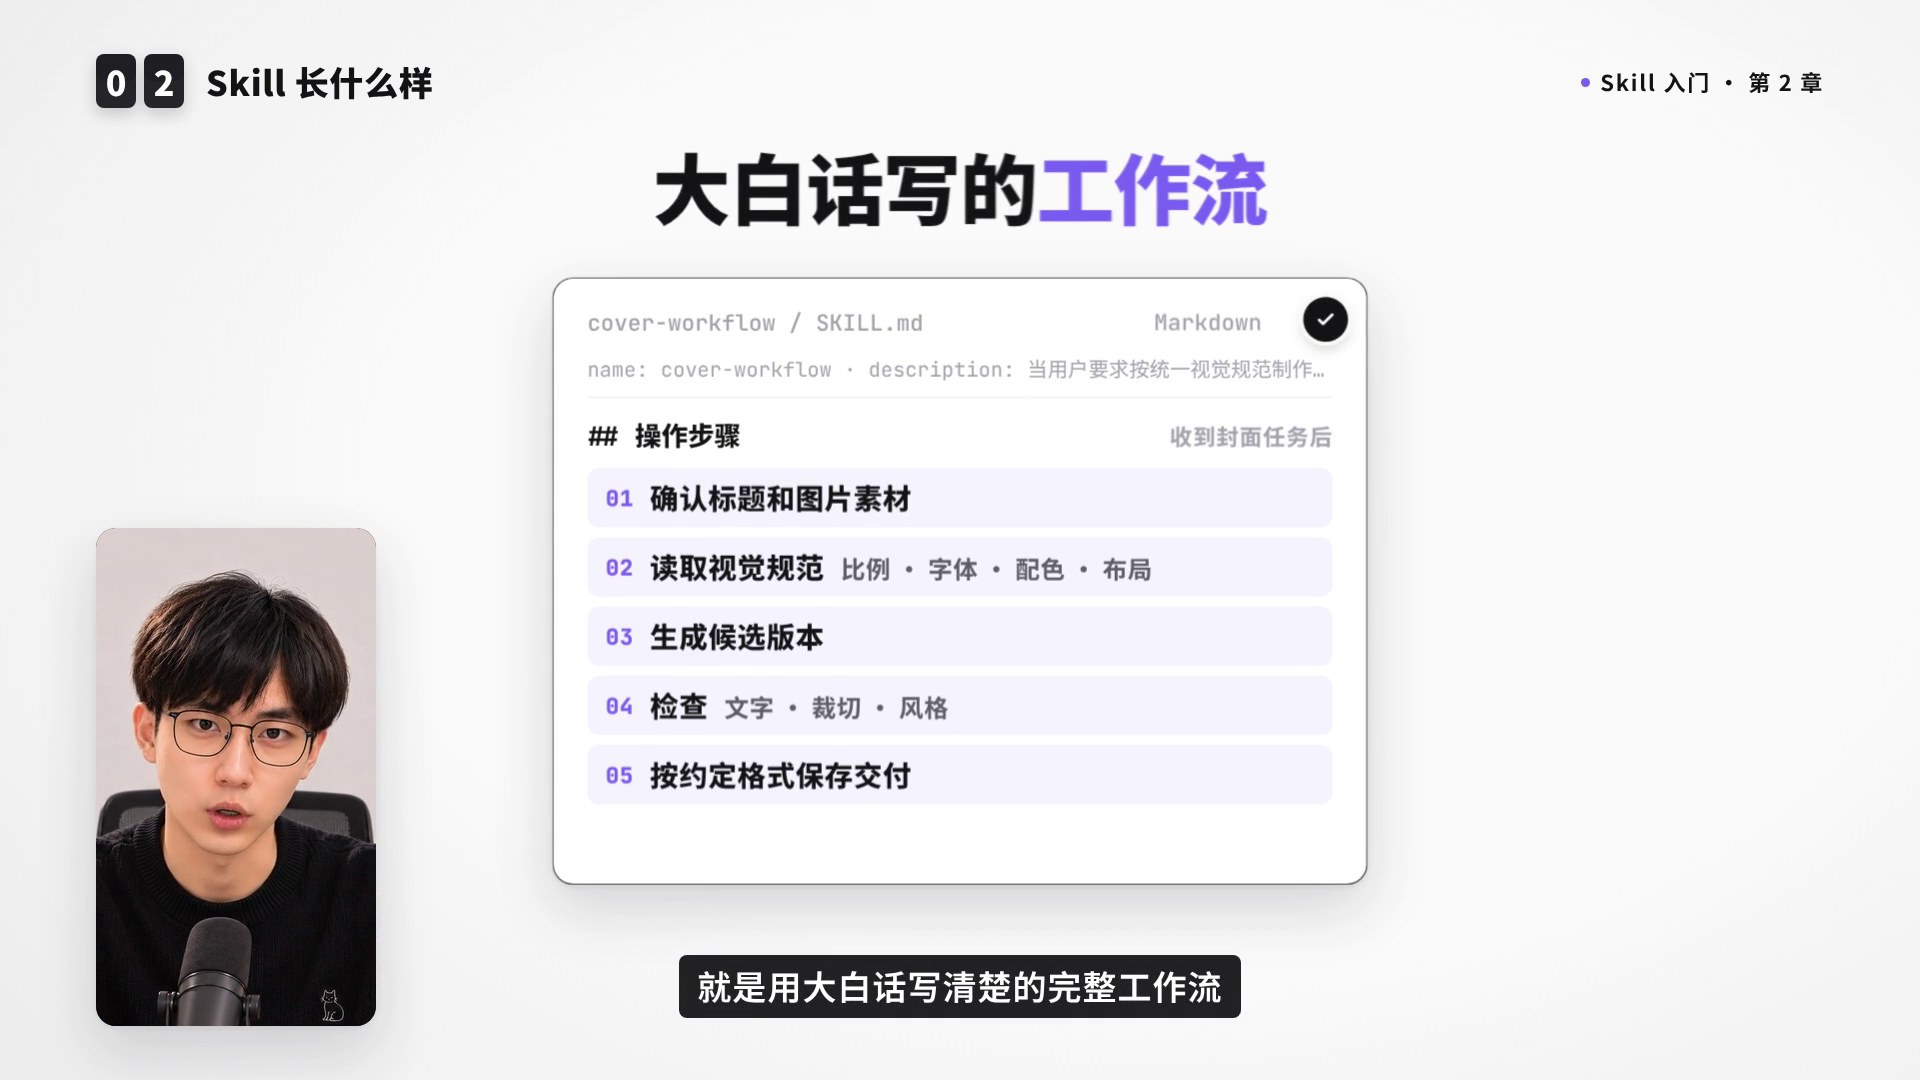 02 Skill 长什么样
Skill 入门 · 第 2 章
大白话写的工作流
cover-workflow / SKILL.md Markdown
name: cover-workflow · description: 当用户要求按统一视觉规范制作…
## 操作步骤 收到封面任务后
01 确认标题和图片素材
02 读取视觉规范 比例 · 字体 · 配色 · 布局
03 生成候选版本
04 检查 文字 · 裁切 · 风格
05 按约定格式保存交付
就是用大白话写清楚的完整工作流